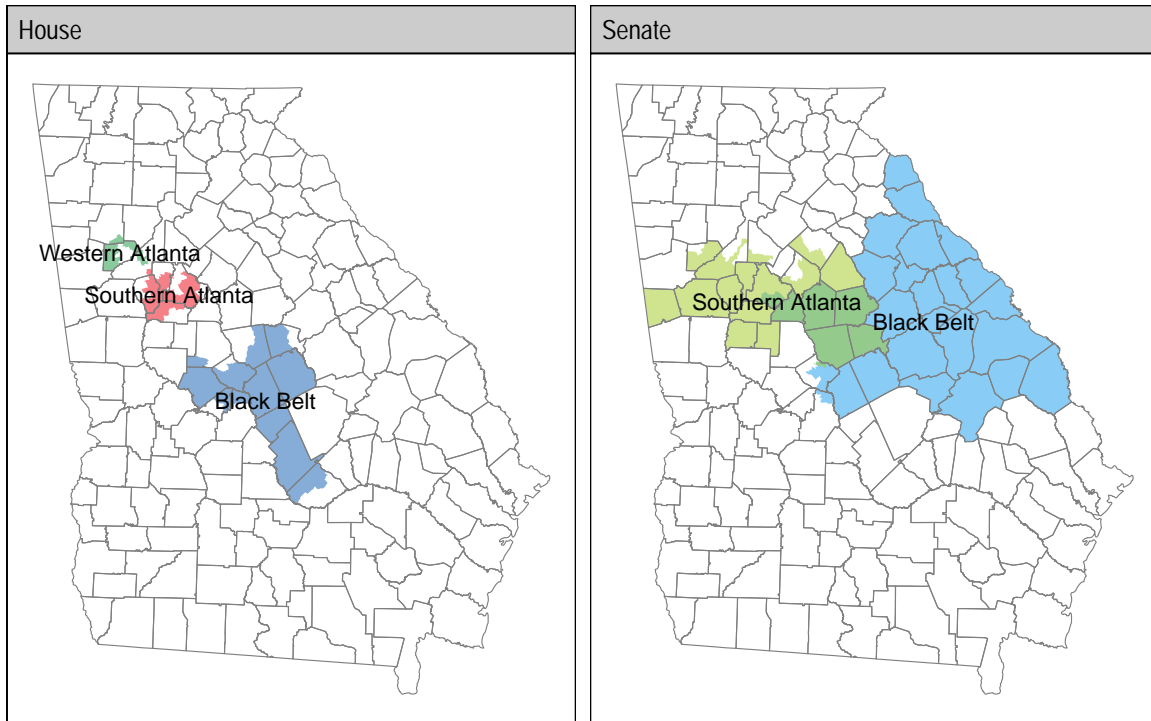 House
Western Atlanta
Southern Atlanta
Black Belt
Senate
Southern Atlanta
Black Belt